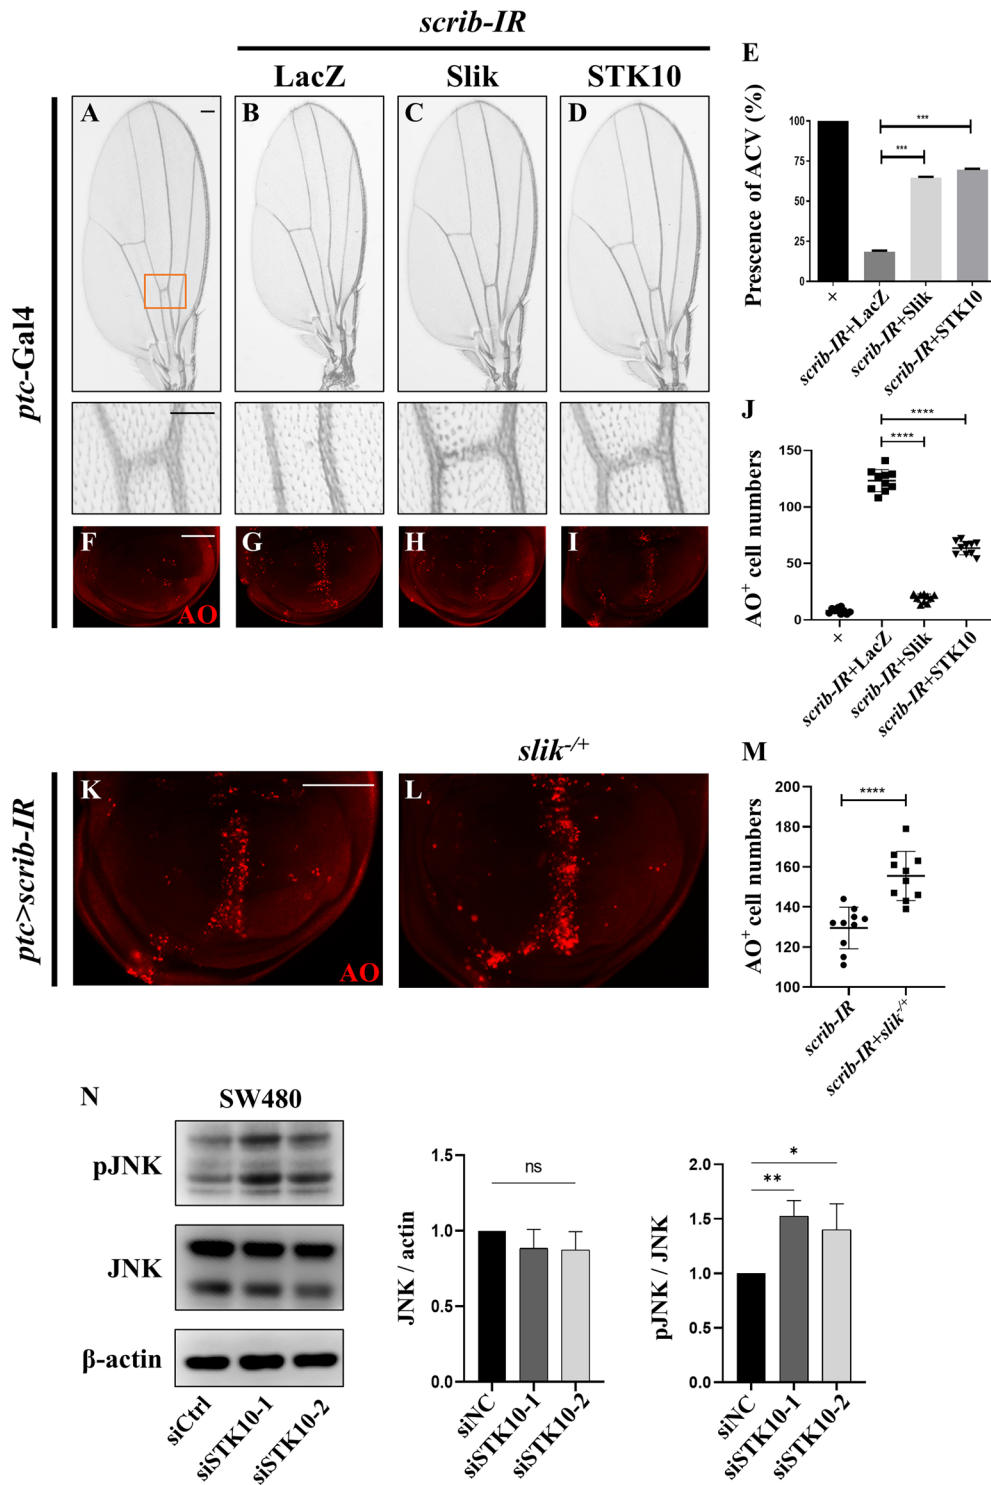 scrib-IR
LacZ
Slik
STK10
ptc-Gal4
A
B
C
D
E
Prescence of ACV (%)
100
75
50
25
0
***
***
+
scrib-IR+LacZ
scrib-IR+Slik
scrib-IR+STK10
F
AO
G
H
I
J
AO+ cell numbers
150
100
50
0
****
****
+
scrib-IR+LacZ
scrib-IR+Slik
scrib-IR+STK10
ptc>scrib-IR
slik-/+
K
AO
L
M
AO+ cell numbers
200
180
160
140
120
100
****
scrib-IR
scrib-IR+slik-/+
N
SW480
pJNK
JNK
β-actin
siCtrl
siSTK10-1
siSTK10-2
JNK / actin
1.5
1.0
0.5
0.0
ns
siNC
siSTK10-1
siSTK10-2
pJNK / JNK
2.0
1.5
1.0
0.5
0.0
*
**
siNC
siSTK10-1
siSTK10-2